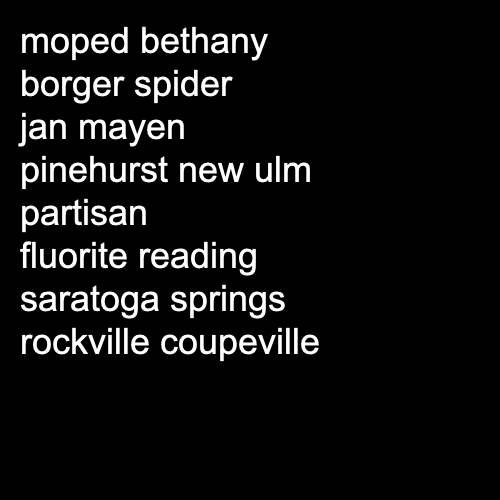 moped bethany
borger spider
jan mayen
pinehurst new ulm
partisan
fluorite reading
saratoga springs
rockville coupeville